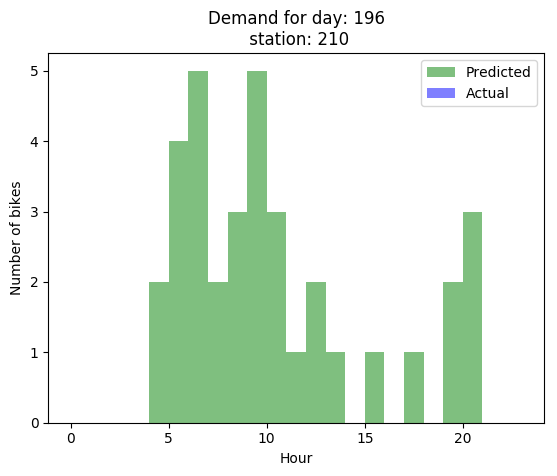 Demand for day: 196
station: 210
Predicted
Actual
Number of bikes
5
4
3
2
1
0
0
5
10
15
20
Hour